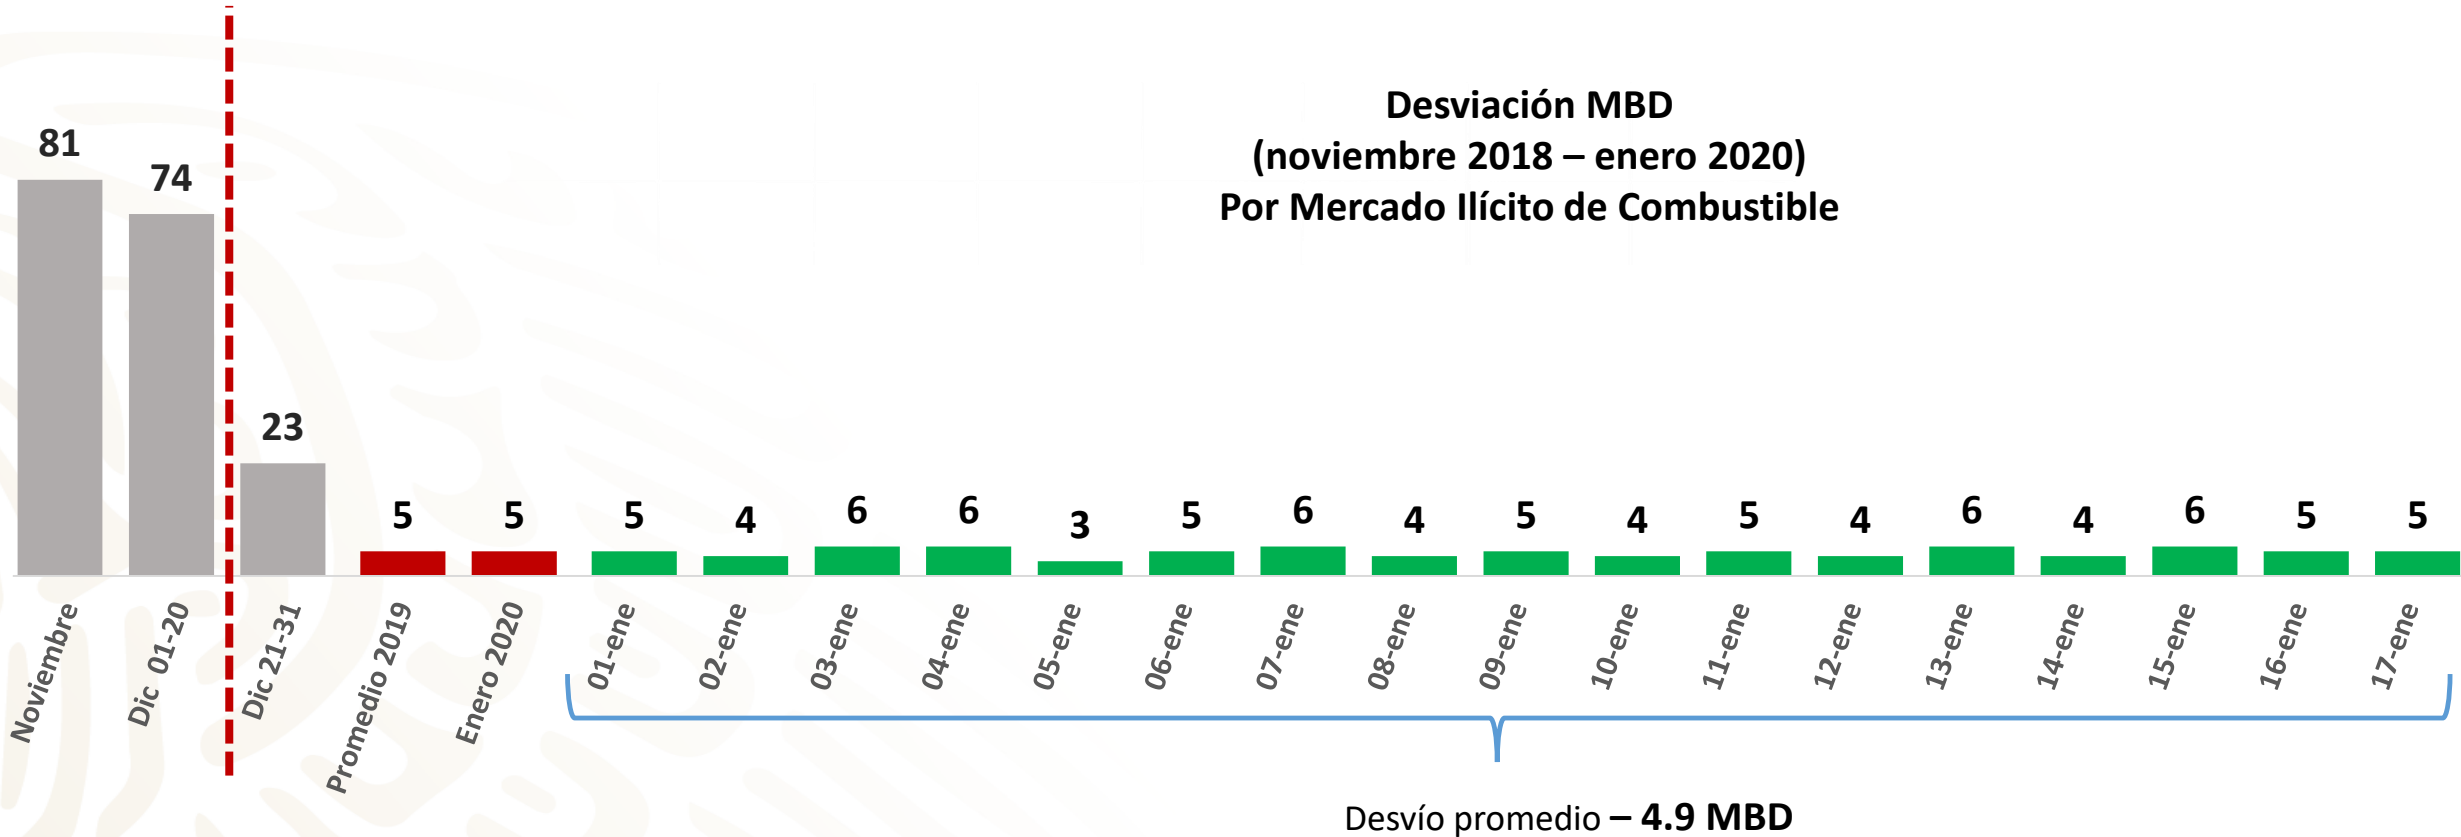 Desviación MBD
(noviembre 2018 – enero 2020)
Por Mercado Ilícito de Combustible
81
74
23
5
5
5
4
6
6
3
5
6
4
5
4
5
4
6
4
6
5
5
Noviembre
Dic 01-20
Dic 21-31
Promedio 2019
Enero 2020
01-ene
02-ene
03-ene
04-ene
05-ene
06-ene
07-ene
08-ene
09-ene
10-ene
11-ene
12-ene
13-ene
14-ene
15-ene
16-ene
17-ene
Desvío promedio – 4.9 MBD